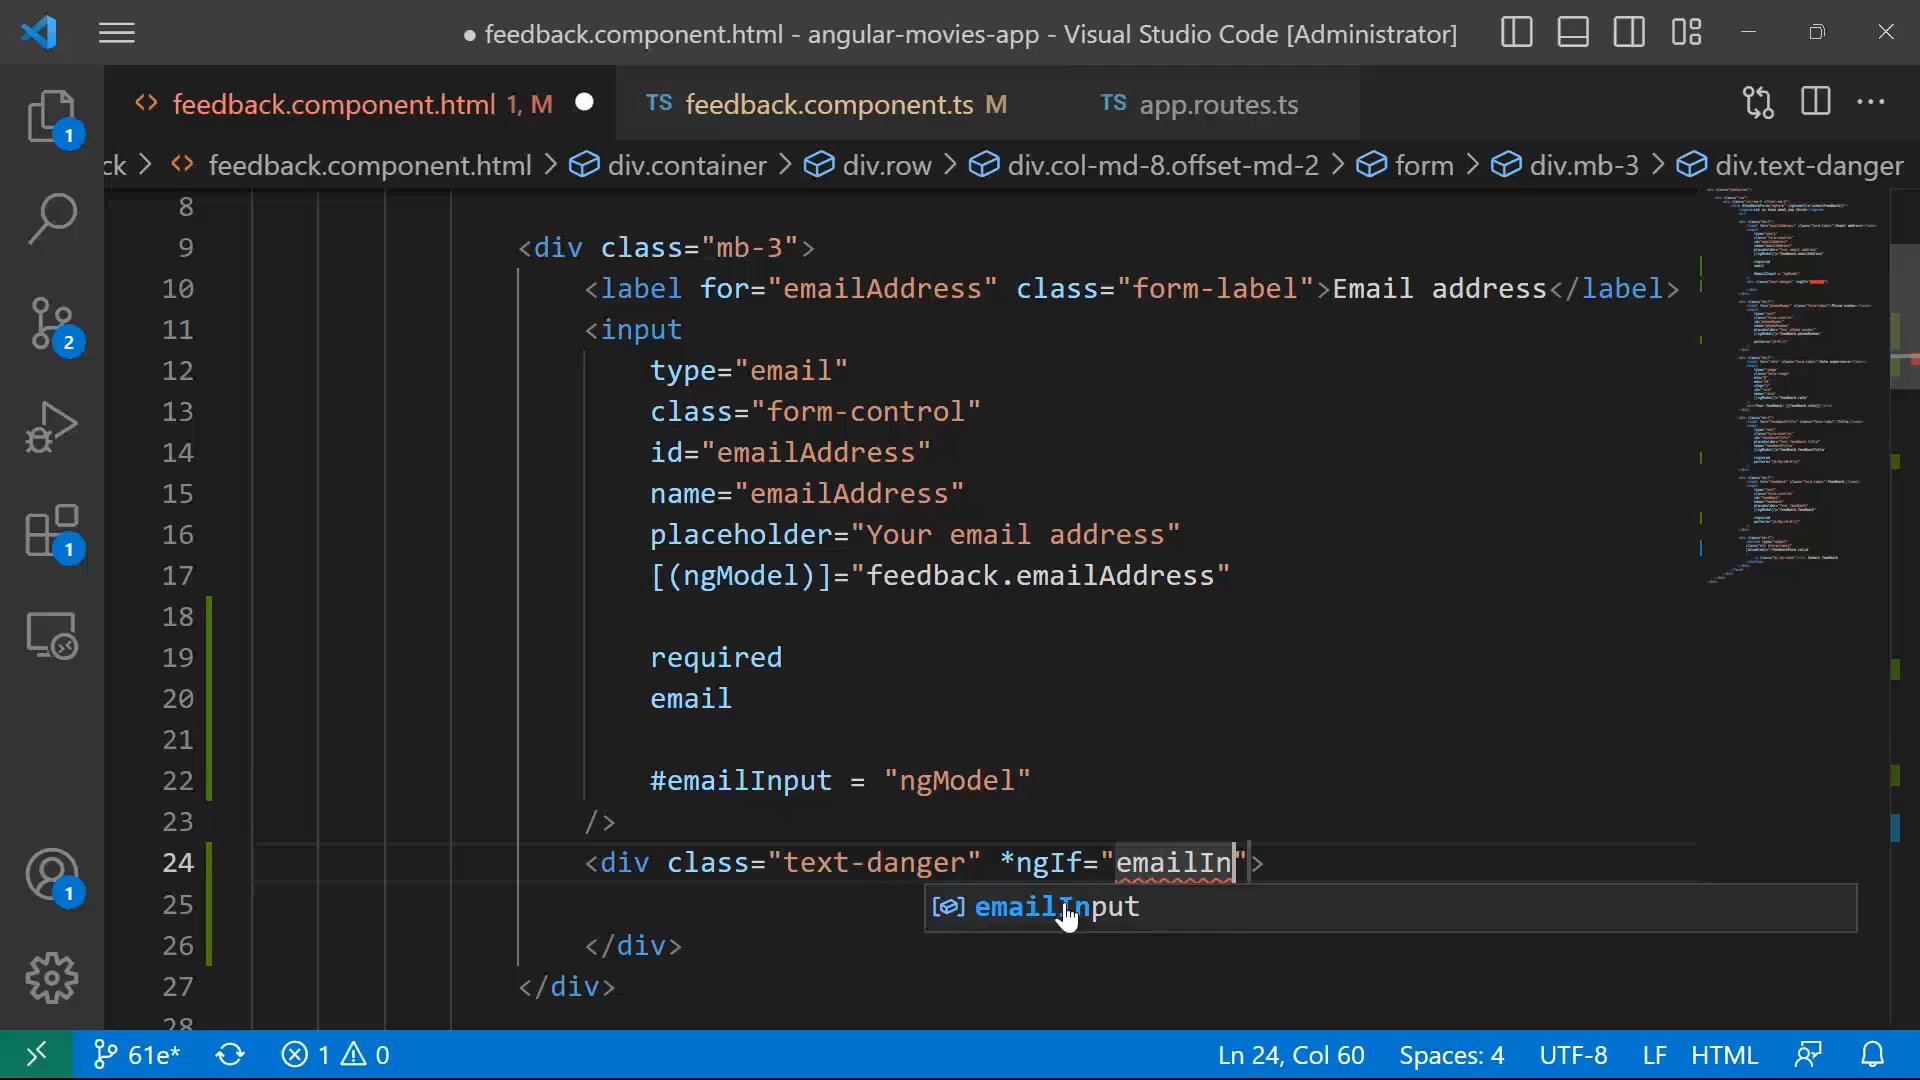 ● feedback.component.html - angular-movies-app - Visual Studio Code [Administrator]
feedback.component.html 1, M
TS feedback.component.ts M
TS app.routes.ts
ck > feedback.component.html > div.container > div.row > div.col-md-8.offset-md-2 > form > div.mb-3 > div.text-danger
8
9 <div class="mb-3">
10 <label for="emailAddress" class="form-label">Email address</label>
11 <input
12 type="email"
13 class="form-control"
14 id="emailAddress"
15 name="emailAddress"
16 placeholder="Your email address"
17 [(ngModel)]="feedback.emailAddress"
18
19 required
20 email
21
22 #emailInput = "ngModel"
23 />
24 <div class="text-danger" *ngIf="emailIn">
emailInput
25
26 </div>
27 </div>
28
1
2
1
1
61e* 1 0
Ln 24, Col 60 Spaces: 4 UTF-8 LF HTML